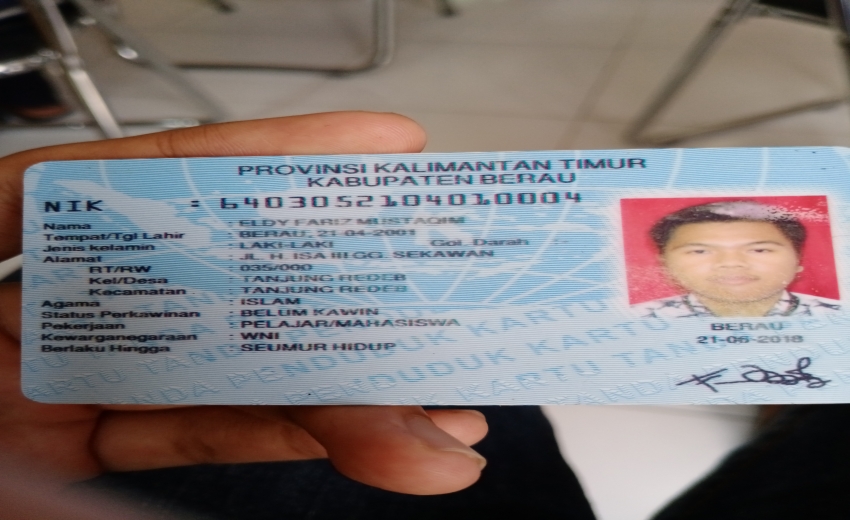 PROVINSI KALIMANTAN TIMUR
KABUPATEN BERAU
NIK : 6403052104010004
Nama : ELDY FARIZ MUSTAQIM
Tempat/Tgl Lahir : BERAU, 21-04-2001
Jenis kelamin : LAKI-LAKI Gol. Darah
Alamat : JL. H. ISA III GG. SEKAWAN
RT/RW : 035/000
Kel/Desa : TANJUNG REDEB
Kecamatan : TANJUNG REDEB
Agama : ISLAM
Status Perkawinan : BELUM KAWIN
Pekerjaan : PELAJAR/MAHASISWA
Kewarganegaraan : WNI
Berlaku Hingga : SEUMUR HIDUP
BERAU
21-06-2018